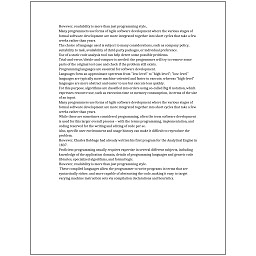 However, readability is more than just programming style.
Many programmers use forms of Agile software development where the various stages of
formal software development are more integrated together into short cycles that take a few
weeks rather than years.
The choice of language used is subject to many considerations, such as company policy,
suitability to task, availability of third-party packages, or individual preference.
Use of a static code analysis tool can help detect some possible problems.
Trial-and-error/divide-and-conquer is needed: the programmer will try to remove some
parts of the original test case and check if the problem still exists.
Programming languages are essential for software development.
Languages form an approximate spectrum from "low-level" to "high-level"; "low-level"
languages are typically more machine-oriented and faster to execute, whereas "high-level"
languages are more abstract and easier to use but execute less quickly.
For this purpose, algorithms are classified into orders using so-called Big O notation, which
expresses resource use, such as execution time or memory consumption, in terms of the size
of an input.
Many programmers use forms of Agile software development where the various stages of
formal software development are more integrated together into short cycles that take a few
weeks rather than years.
While these are sometimes considered programming, often the term software development
is used for this larger overall process – with the terms programming, implementation, and
coding reserved for the writing and editing of code per se.
Also, specific user environment and usage history can make it difficult to reproduce the
problem.
However, Charles Babbage had already written his first program for the Analytical Engine in
1837.
Proficient programming usually requires expertise in several different subjects, including
knowledge of the application domain, details of programming languages and generic code
libraries, specialized algorithms, and formal logic.
However, readability is more than just programming style.
These compiled languages allow the programmer to write programs in terms that are
syntactically richer, and more capable of abstracting the code, making it easy to target
varying machine instruction sets via compilation declarations and heuristics.